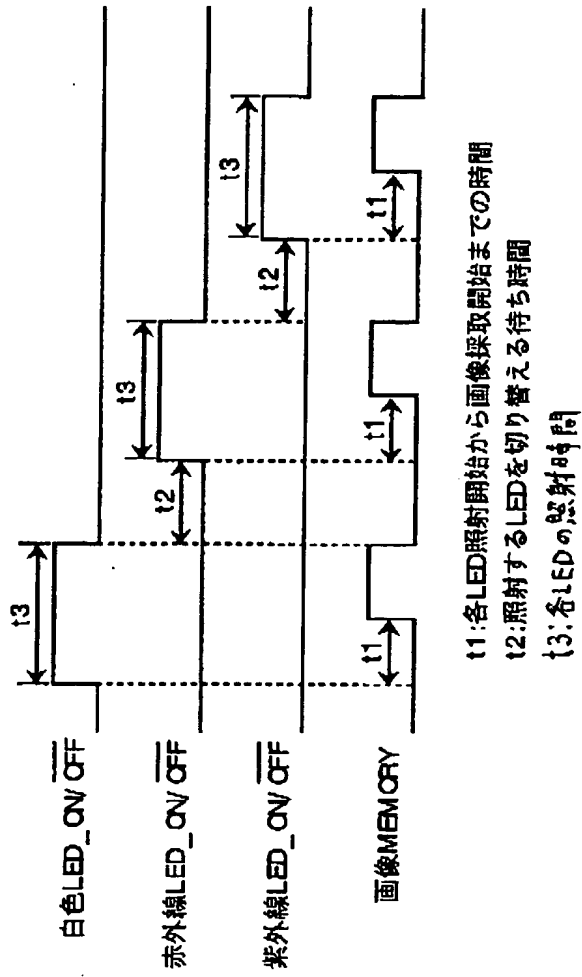 白色LED_ON/OFF
t3
赤外線LED_ON/OFF
t2
t3
紫外線LED_ON/OFF
t2
t3
画像MEMORY
t1
t1
t1
t1:各LED照射開始から画像採取開始までの時間
t2:照射するLEDを切り替える待ち時間
t3:各LEDの照射時間